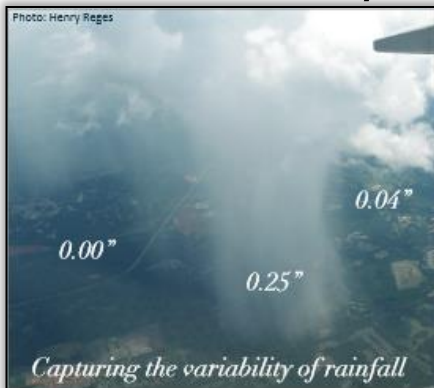 Photo: Henry Reges
0.04”
0.00”
0.25”
Capturing the variability of rainfall